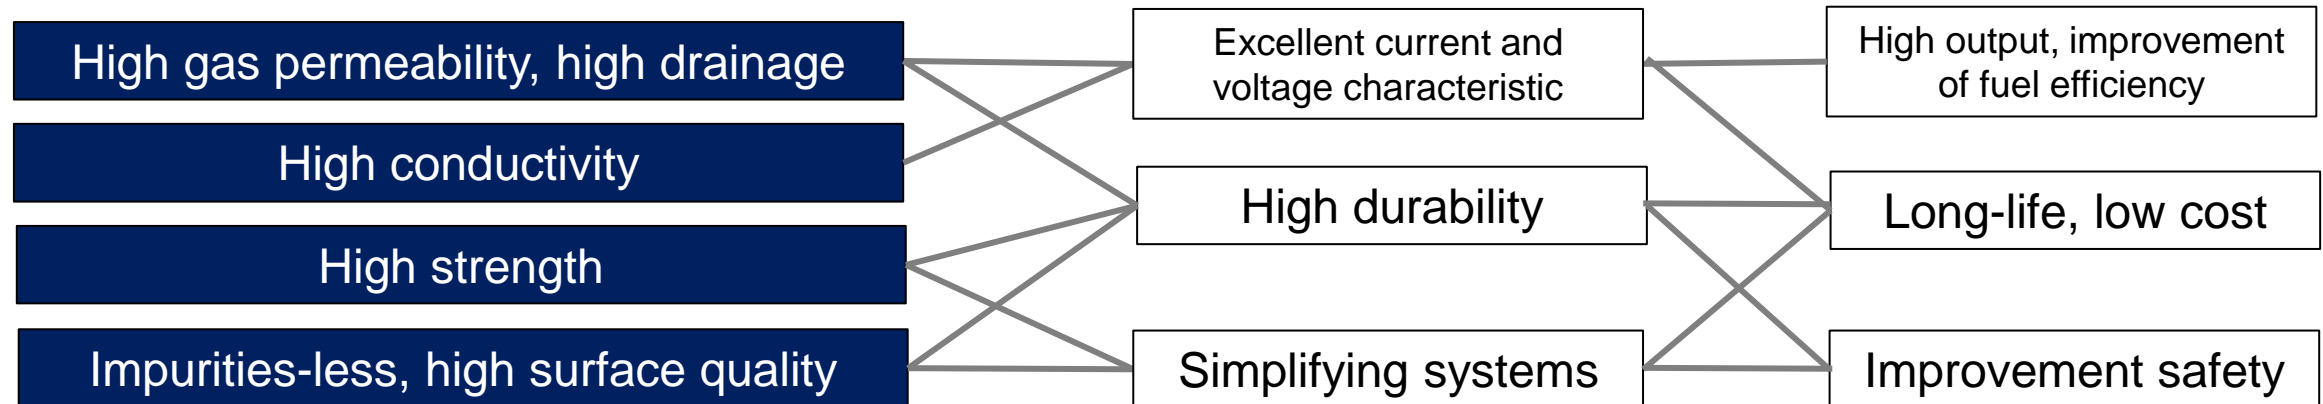 High gas permeability, high drainage
High conductivity
High strength
Impurities-less, high surface quality
Excellent current and
voltage characteristic
High durability
Simplifying systems
High output, improvement
of fuel efficiency
Long-life, low cost
Improvement safety